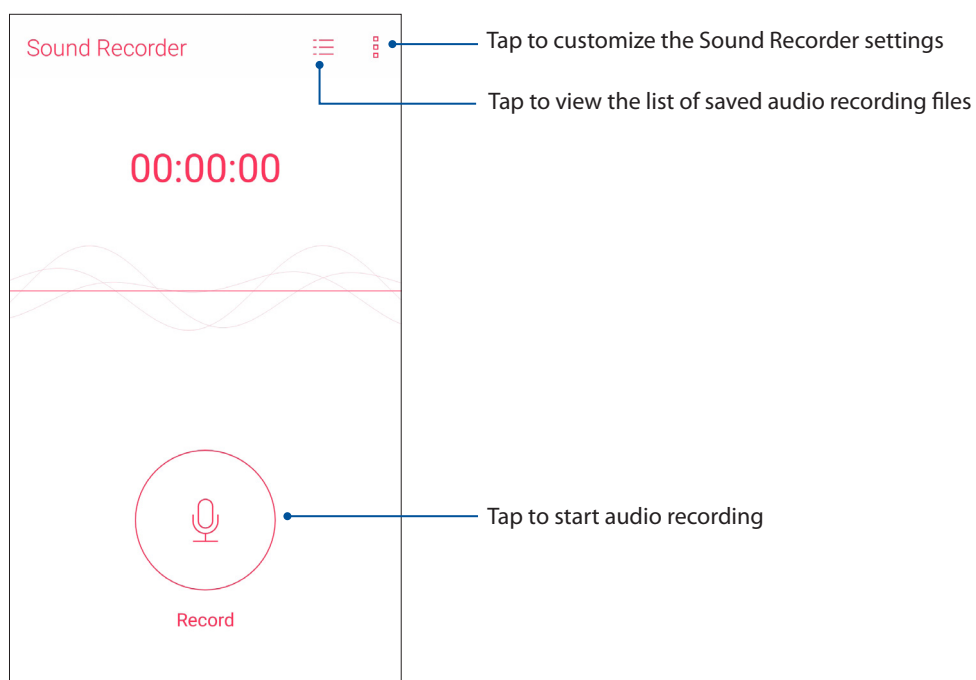 Sound Recorder
Tap to customize the Sound Recorder settings
Tap to view the list of saved audio recording files
00:00:00
Tap to start audio recording
Record